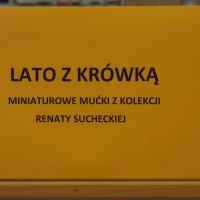 LATO Z KRÓWKĄ
MINIATUROWE MUĆKI Z KOLEKCJI
RENATY SUCHECKIEJ